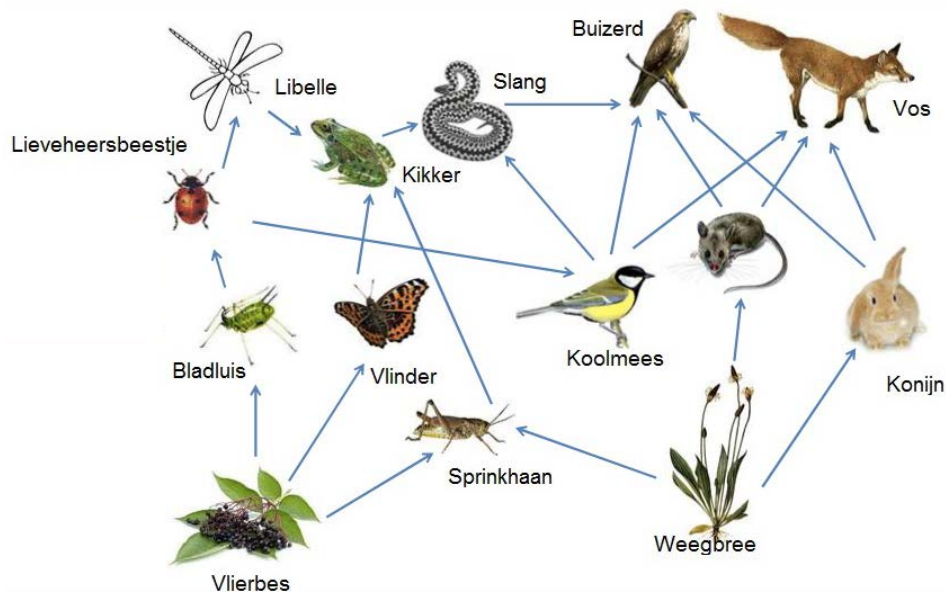 Buizerd
Libelle
Slang
Vos
Lieveheersbeestje
Kikker
Bladluis
Vlinder
Koolmees
Konijn
Sprinkhaan
Weegbree
Vlierbes